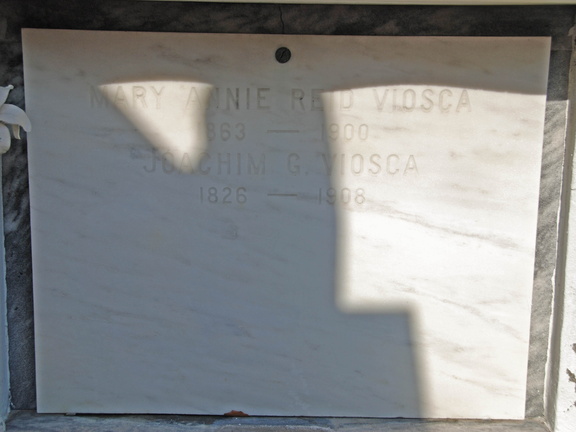 MARY ANNIE REID VIOSCA
1863 — 1900
JOACHIM G. VIOSCA
1826 — 1908